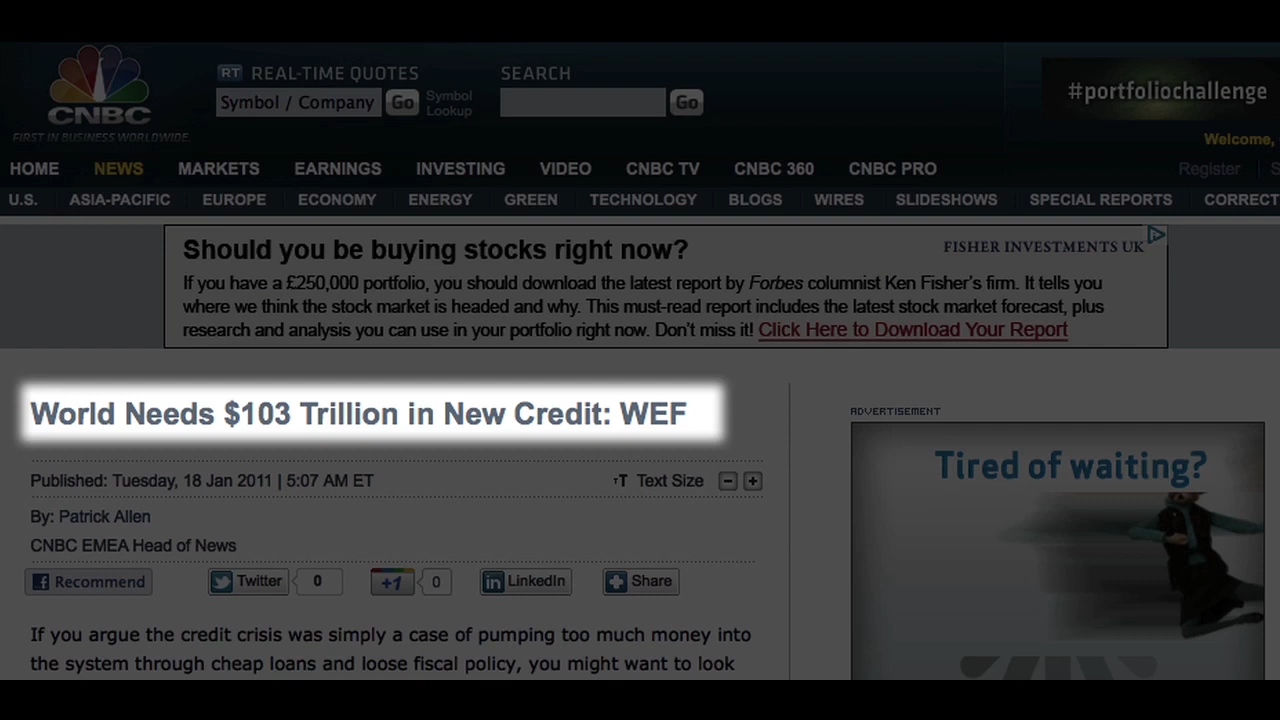 CNBC
FIRST IN BUSINESS WORLDWIDE.
RT REAL-TIME QUOTES
Symbol / Company Go Symbol Lookup
SEARCH
Go
#portfoliochallenge
Welcome,
Register S
HOME NEWS MARKETS EARNINGS INVESTING VIDEO CNBC TV CNBC 360 CNBC PRO
U.S. ASIA-PACIFIC EUROPE ECONOMY ENERGY GREEN TECHNOLOGY BLOGS WIRES SLIDESHOWS SPECIAL REPORTS CORRECT
Should you be buying stocks right now?
FISHER INVESTMENTS UK
If you have a £250,000 portfolio, you should download the latest report by Forbes columnist Ken Fisher's firm. It tells you
where we think the stock market is headed and why. This must-read report includes the latest stock market forecast, plus
research and analysis you can use in your portfolio right now. Don't miss it! Click Here to Download Your Report
World Needs $103 Trillion in New Credit: WEF
Published: Tuesday, 18 Jan 2011 | 5:07 AM ET
TT Text Size - +
By: Patrick Allen
CNBC EMEA Head of News
Recommend Twitter 0 +1 0 LinkedIn Share
If you argue the credit crisis was simply a case of pumping too much money into
the system through cheap loans and loose fiscal policy, you might want to look
ADVERTISEMENT
Tired of waiting?